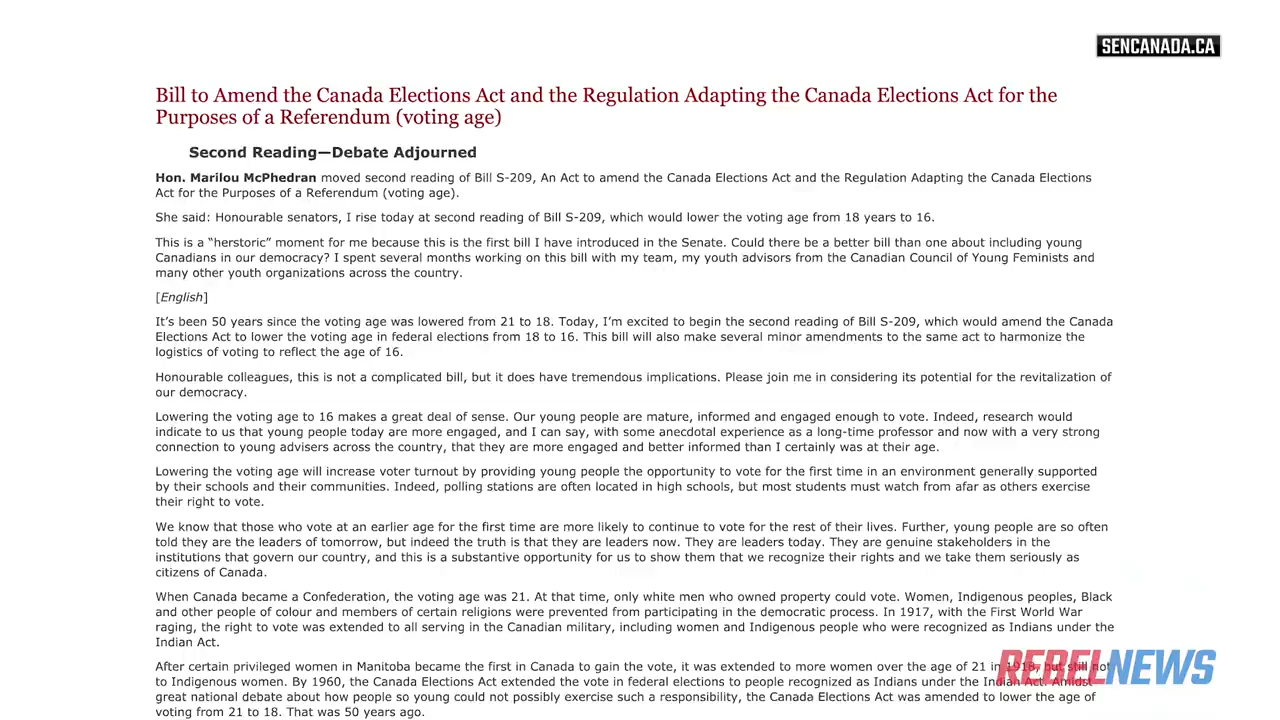 SENCANADA.CA
Bill to Amend the Canada Elections Act and the Regulation Adapting the Canada Elections Act for the
Purposes of a Referendum (voting age)
Second Reading—Debate Adjourned
Hon. Marilou McPhedran moved second reading of Bill S-209, An Act to amend the Canada Elections Act and the Regulation Adapting the Canada Elections
Act for the Purposes of a Referendum (voting age).
She said: Honourable senators, I rise today at second reading of Bill S-209, which would lower the voting age from 18 years to 16.
This is a “herstoric” moment for me because this is the first bill I have introduced in the Senate. Could there be a better bill than one about including young
Canadians in our democracy? I spent several months working on this bill with my team, my youth advisors from the Canadian Council of Young Feminists and
many other youth organizations across the country.
[English]
It’s been 50 years since the voting age was lowered from 21 to 18. Today, I’m excited to begin the second reading of Bill S-209, which would amend the Canada
Elections Act to lower the voting age in federal elections from 18 to 16. This bill will also make several minor amendments to the same act to harmonize the
logistics of voting to reflect the age of 16.
Honourable colleagues, this is not a complicated bill, but it does have tremendous implications. Please join me in considering its potential for the revitalization of
our democracy.
Lowering the voting age to 16 makes a great deal of sense. Our young people are mature, informed and engaged enough to vote. Indeed, research would
indicate to us that young people today are more engaged, and I can say, with some anecdotal experience as a long-time professor and now with a very strong
connection to young advisers across the country, that they are more engaged and better informed than I certainly was at their age.
Lowering the voting age will increase voter turnout by providing young people the opportunity to vote for the first time in an environment generally supported
by their schools and their communities. Indeed, polling stations are often located in high schools, but most students must watch from afar as others exercise
their right to vote.
We know that those who vote at an earlier age for the first time are more likely to continue to vote for the rest of their lives. Further, young people are so often
told they are the leaders of tomorrow, but indeed the truth is that they are leaders now. They are leaders today. They are genuine stakeholders in the
institutions that govern our country, and this is a substantive opportunity for us to show them that we recognize their rights and we take them seriously as
citizens of Canada.
When Canada became a Confederation, the voting age was 21. At that time, only white men who owned property could vote. Women, Indigenous peoples, Black
and other people of colour and members of certain religions were prevented from participating in the democratic process. In 1917, with the First World War
raging, the right to vote was extended to all serving in the Canadian military, including women and Indigenous people who were recognized as Indians under the
Indian Act.
After certain privileged women in Manitoba became the first in Canada to gain the vote, it was extended to more women over the age of 21 in 1918, but still not
to Indigenous women. By 1960, the Canada Elections Act extended the vote in federal elections to people recognized as Indians under the Indian Act. Amidst
great national debate about how people so young could not possibly exercise such a responsibility, the Canada Elections Act was amended to lower the age of
voting from 21 to 18. That was 50 years ago.
REBELNEWS